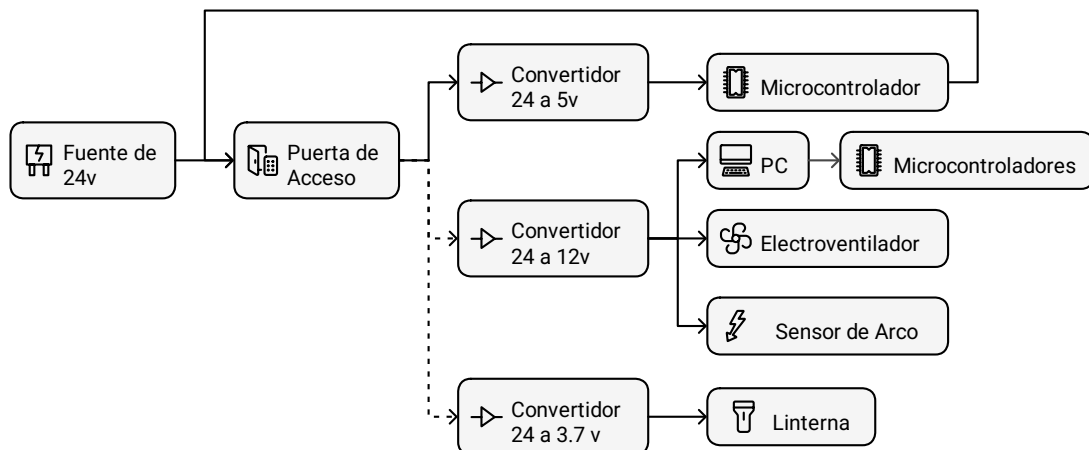 Convertidor
24 a 5v
Microcontrolador
Fuente de
24v
Puerta de
Acceso
PC
Microcontroladores
Convertidor
24 a 12v
Electroventilador
Sensor de Arco
Convertidor
24 a 3.7 v
Linterna